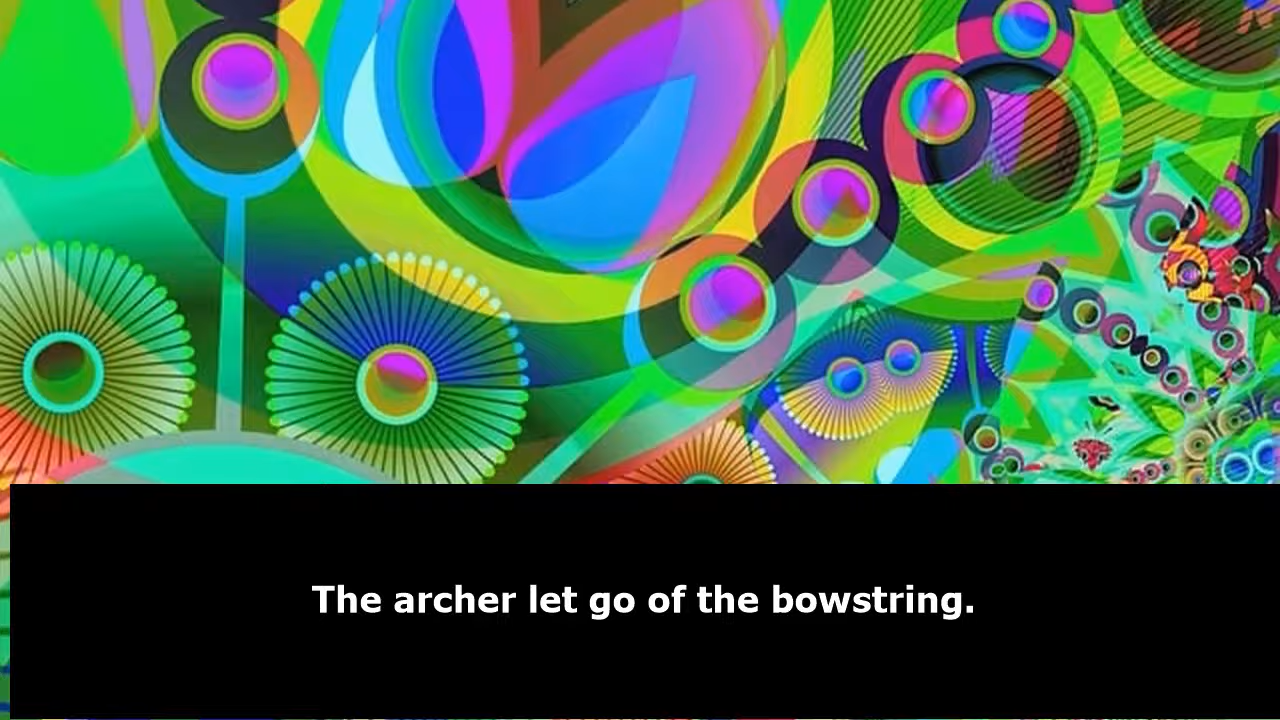 The archer let go of the bowstring.